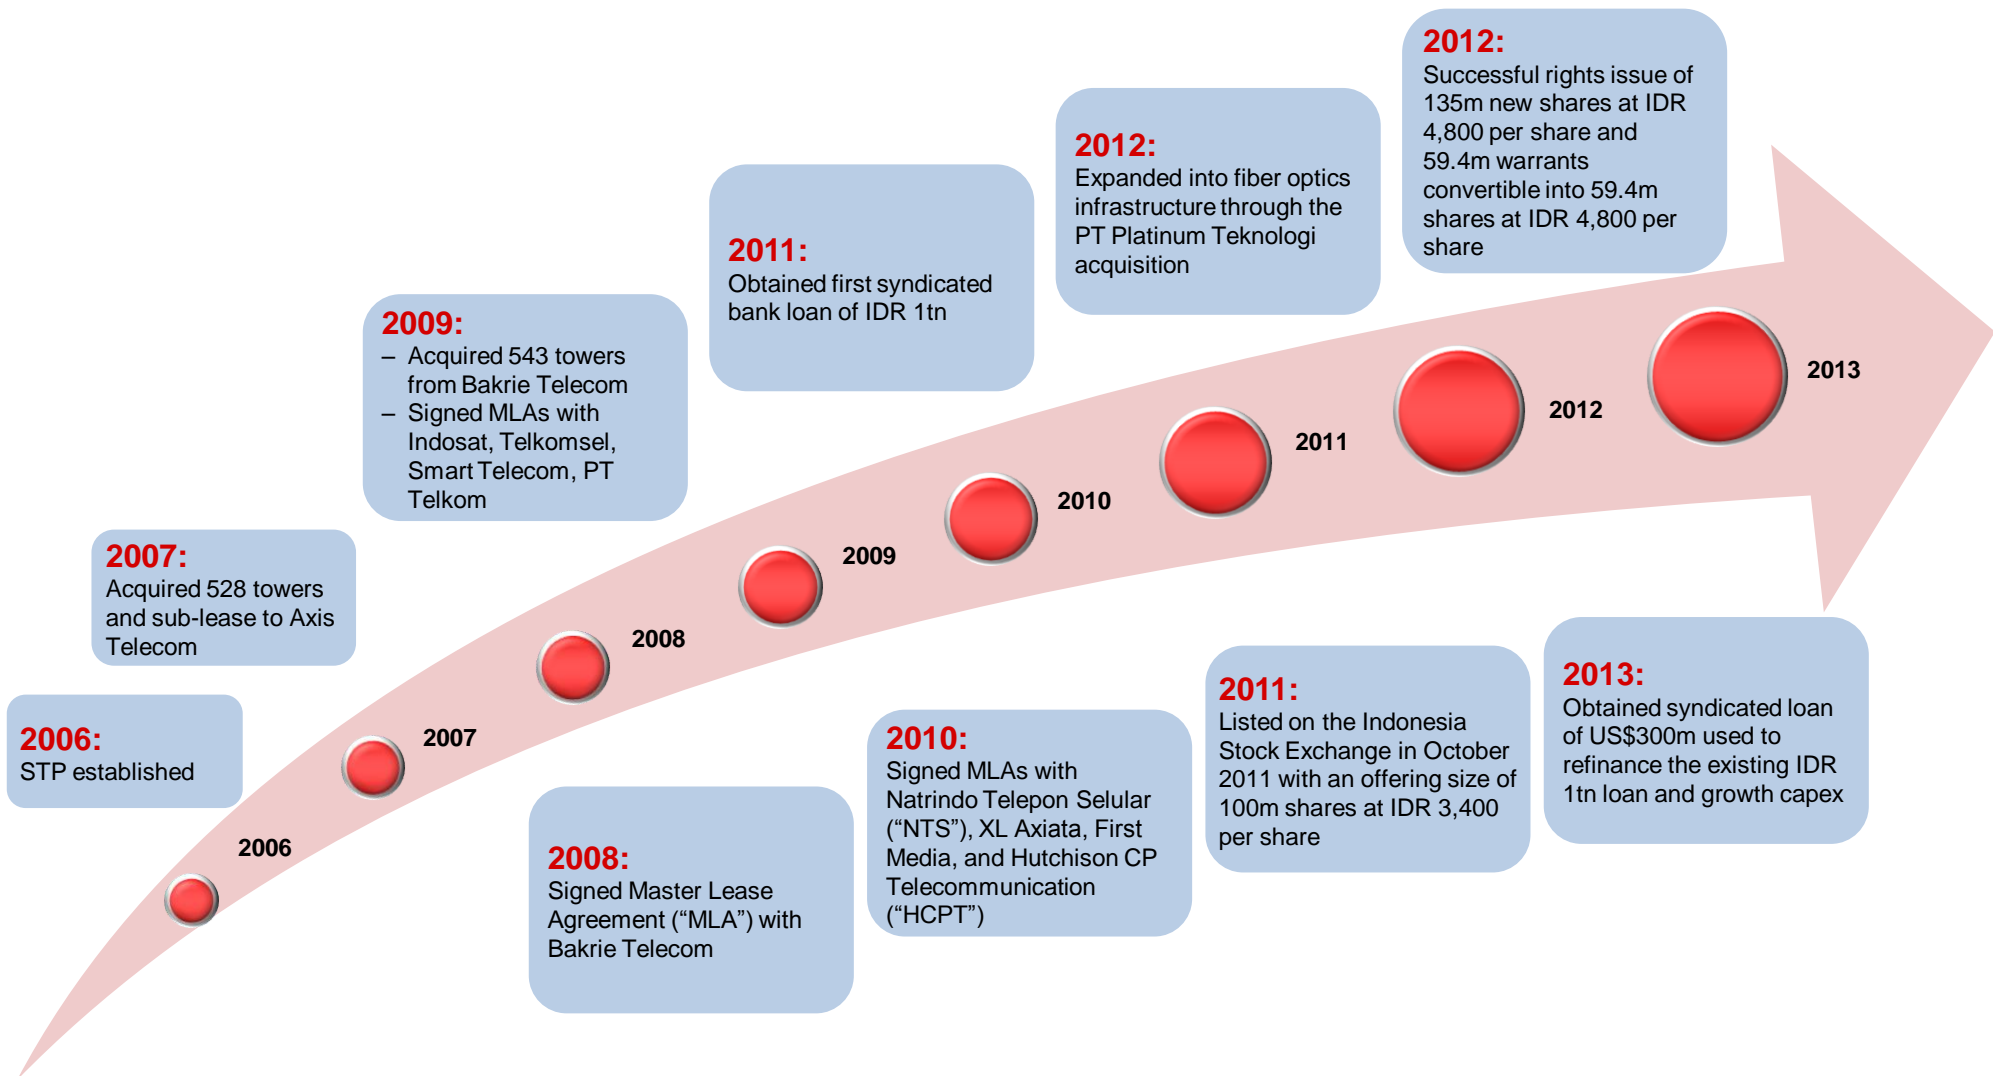 2006:
STP established
2007:
Acquired 528 towers
and sub-lease to Axis
Telecom
2009:
– Acquired 543 towers
from Bakrie Telecom
– Signed MLAs with
Indosat, Telkomsel,
Smart Telecom, PT
Telkom
2011:
Obtained first syndicated
bank loan of IDR 1tn
2012:
Expanded into fiber optics
infrastructure through the
PT Platinum Teknologi
acquisition
2012:
Successful rights issue of
135m new shares at IDR
4,800 per share and
59.4m warrants
convertible into 59.4m
shares at IDR 4,800 per
share
2006
2007
2008
2009
2010
2011
2012
2013
2008:
Signed Master Lease
Agreement (“MLA”) with
Bakrie Telecom
2010:
Signed MLAs with
Natrindo Telepon Selular
(“NTS”), XL Axiata, First
Media, and Hutchison CP
Telecommunication
(“HCPT”)
2011:
Listed on the Indonesia
Stock Exchange in October
2011 with an offering size of
100m shares at IDR 3,400
per share
2013:
Obtained syndicated loan
of US$300m used to
refinance the existing IDR
1tn loan and growth capex